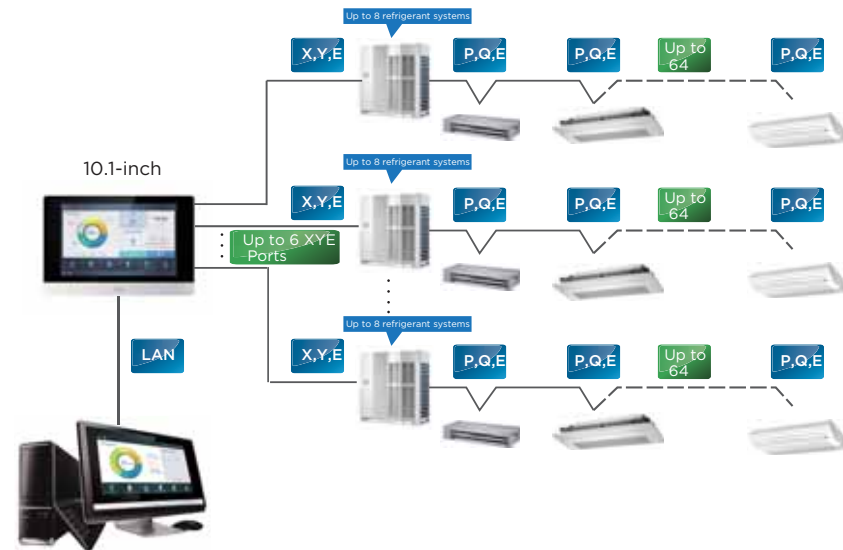 Up to 8 refrigerant systems
X,Y,E
P,Q,E
P,Q,E
Up to
64
P,Q,E
10.1-inch
Up to 8 refrigerant systems
X,Y,E
P,Q,E
P,Q,E
Up to
64
P,Q,E
Up to 6 XYE
-Ports
Up to 8 refrigerant systems
LAN
X,Y,E
P,Q,E
P,Q,E
Up to
64
P,Q,E